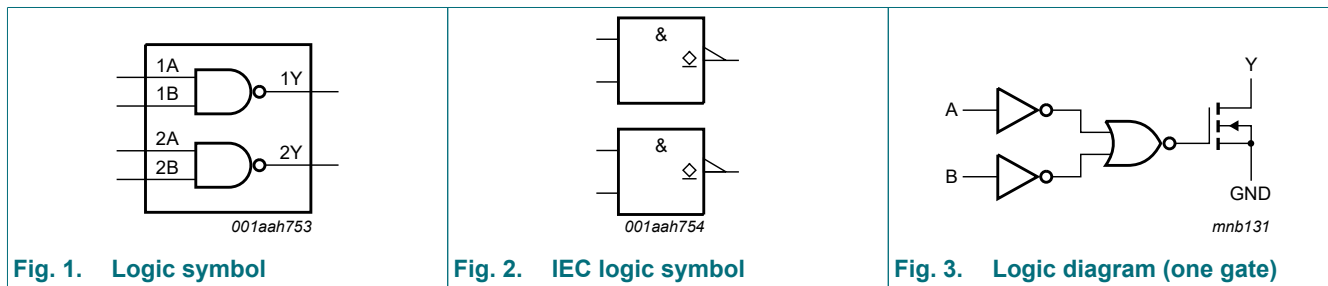 1A
1B
1Y
2A
2B
2Y
001aah753
Fig. 1. Logic symbol
&
&
001aah754
Fig. 2. IEC logic symbol
A
B
Y
GND
mnb131
Fig. 3. Logic diagram (one gate)